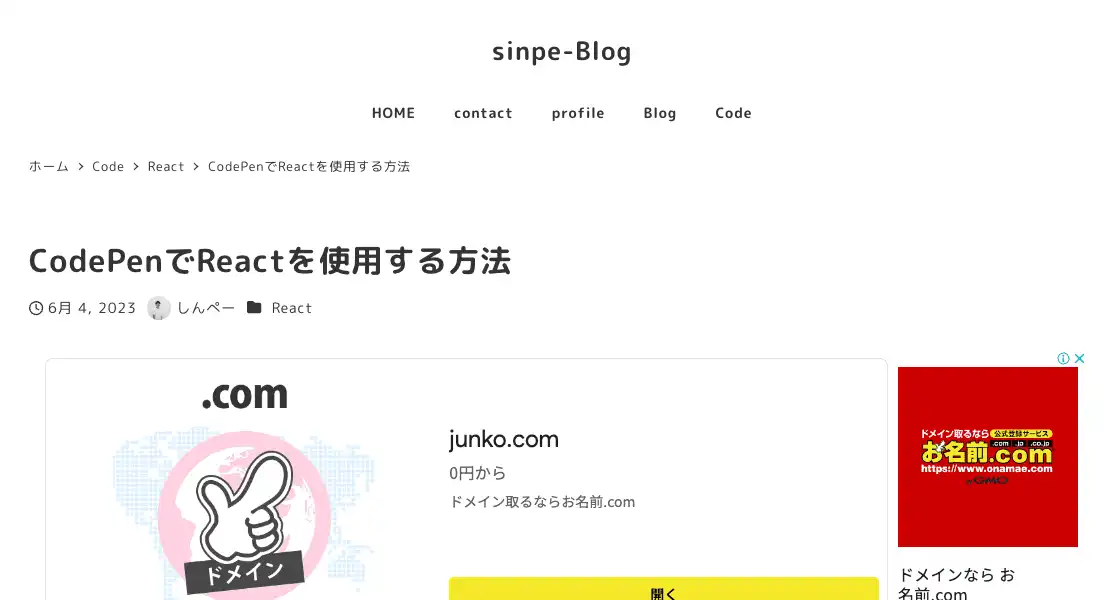 sinpe-Blog
HOME contact profile Blog Code
ホーム > Code > React > CodePenでReactを使用する方法
CodePenでReactを使用する方法
6月 4, 2023 しんぺー React
.com
ドメイン
junko.com
0円から
ドメイン取るならお名前.com
開く
ドメイン取るなら 公式登録サービス
.com .jp .co.jp
お名前.com
https://www.onamae.com
by GMO
ドメインなら お
名前.com